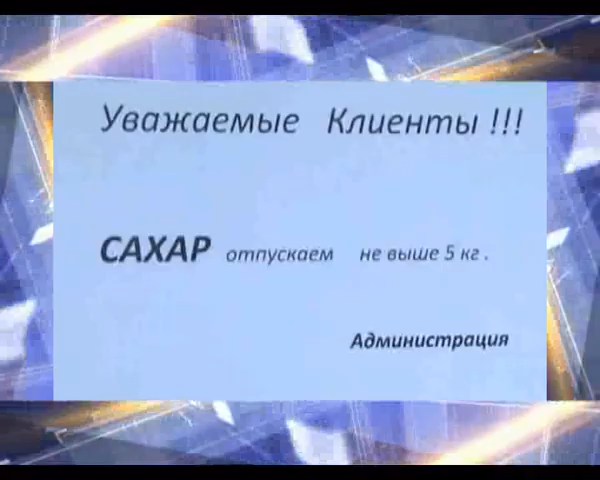 Уважаемые Клиенты !!!
САХАР отпускаем не выше 5 кг .
Администрация